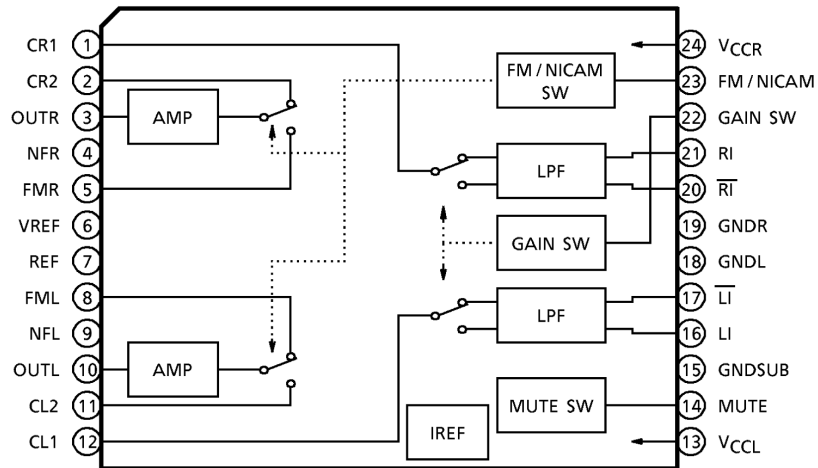 CR1 1
CR2 2
OUTR 3
NFR 4
FMR 5
VREF 6
REF 7
FML 8
NFL 9
OUTL 10
CL2 11
CL1 12
AMP
AMP
FM / NICAM
SW
LPF
GAIN SW
LPF
MUTE SW
IREF
24 VCCR
23 FM / NICAM
22 GAIN SW
21 RI
20 R̅I̅
19 GNDR
18 GNDL
17 L̅I̅
16 LI
15 GNDSUB
14 MUTE
13 VCCL